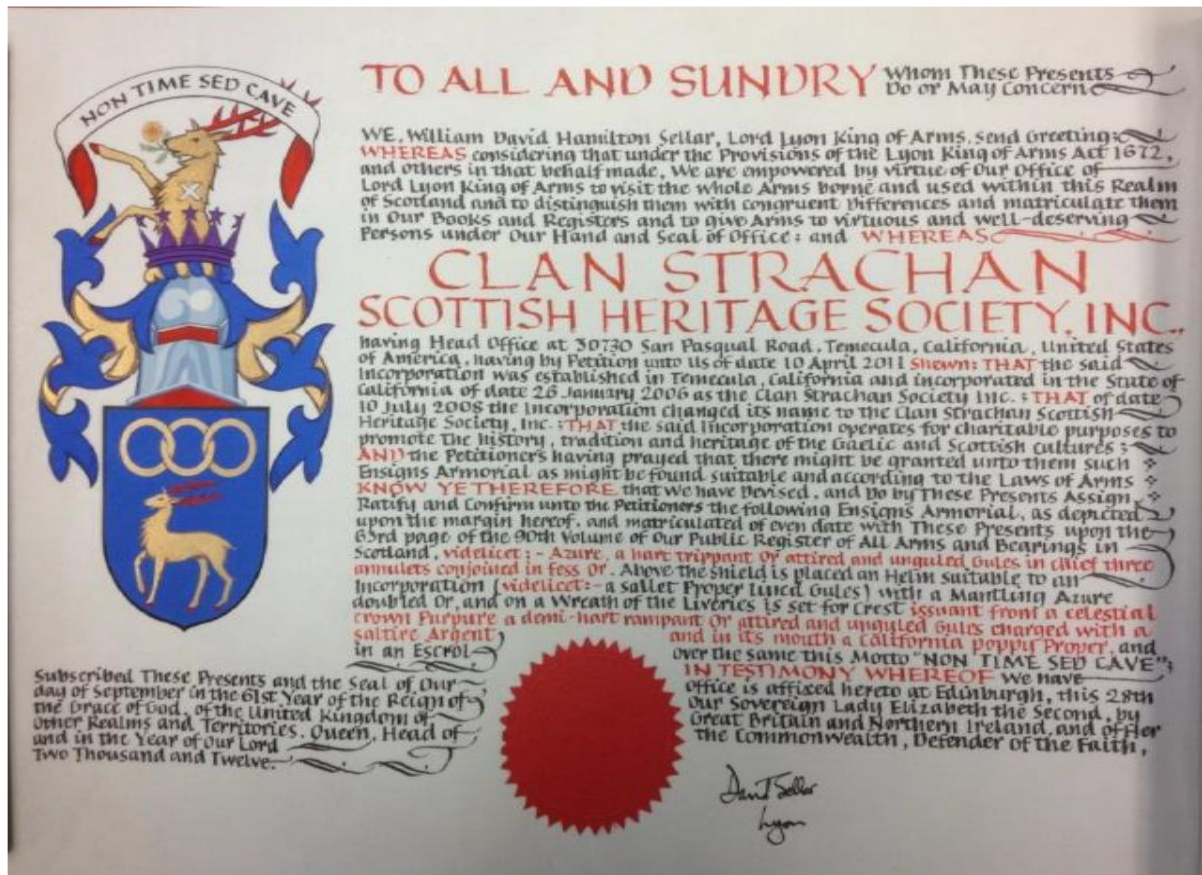 NON TIME SED CAVE
TO ALL AND SUNDRY Whom These Presents
Do or May Concern
WE, William David Hamilton Sellar, Lord Lyon King of Arms, send Greeting:
WHEREAS considering that under the Provisions of the Lyon King of Arms Act 1672,
and others in that behalf made, We are empowered by virtue of Our Office of
Lord Lyon King of Arms to visit the whole Arms borne and used within this Realm
of Scotland and to distinguish them with congruent Differences and matriculate them
in Our Books and Registers and to give Arms to virtuous and well-deserving
Persons under Our Hand and Seal of Office: and WHEREAS
CLAN STRACHAN
SCOTTISH HERITAGE SOCIETY, INC.,
having Head Office at 30730 San Pasqual Road, Temecula, California, United States
of America, having by Petition unto Us of date 10 April 2011 Shewn: THAT the said
Incorporation was established in Temecula, California and incorporated in the State of
California of date 26 January 2006 as the Clan Strachan Society Inc.: THAT of date
10 July 2008 the Incorporation changed its name to the Clan Strachan Scottish
Heritage Society, Inc.: THAT the said Incorporation operates for charitable purposes to
promote the history, tradition and heritage of the Gaelic and Scottish cultures;
AND the Petitioners having prayed that there might be granted unto them such
Ensigns Armorial as might be found suitable and according to the Laws of Arms
KNOW YE THEREFORE that We have Devised, and Do by These Presents Assign,
Ratify and Confirm unto the Petitioners the following Ensigns Armorial, as depicted
upon the margin hereof, and matriculated of even date with These Presents upon the
63rd page of the 90th Volume of Our Public Register of All Arms and Bearings in
Scotland, videlicet:- Azure, a hart trippant Or attired and unguled Gules in chief three
annulets conjoined in fess Or. Above the Shield is placed an Helm suitable to an
Incorporation (videlicet:- a sallet Proper lined Gules) with a Mantling Azure
doubled Or, and on a Wreath of the Liveries is set for Crest issuant from a celestial
crown Purpure a demi-hart rampant Or attired and unguled Gules charged with a
saltire Argent, and in its mouth a California poppy Proper, and
in an Escrol over the same this Motto "NON TIME SED CAVE";
IN TESTIMONY WHEREOF We have
Subscribed These Presents and the Seal of Our Office is affixed hereto at Edinburgh, this 28th
day of September in the 61st Year of the Reign of Our Sovereign Lady Elizabeth the Second, by
the Grace of God, of the United Kingdom of Great Britain and Northern Ireland, and of Her
Other Realms and Territories, Queen, Head of the Commonwealth, Defender of the Faith,
and in the Year of Our Lord
Two Thousand and Twelve.
David Sellar
Lyon